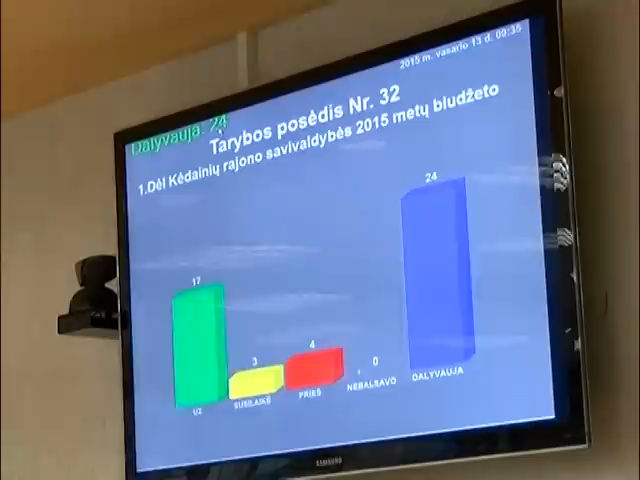 2015 m. vasario 13 d. 09:35
Dalyvauja: 24
Tarybos posėdis Nr. 32
1.Dėl Kėdainių rajono savivaldybės 2015 metų biudžeto
17
3
4
0
24
UŽ
SUSILAIKĖ
PRIEŠ
NEBALSAVO
DALYVAUJA
SAMSUNG